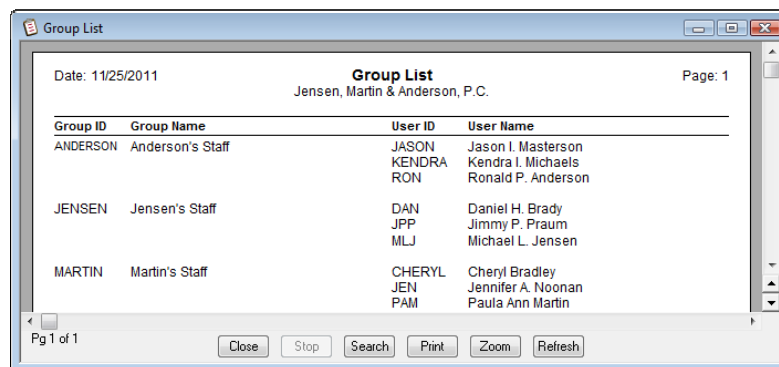 Group List
Date: 11/25/2011 Group List Page: 1
Jensen, Martin & Anderson, P.C.
Group ID Group Name User ID User Name
ANDERSON Anderson's Staff JASON Jason I. Masterson
KENDRA Kendra I. Michaels
RON Ronald P. Anderson
JENSEN Jensen's Staff DAN Daniel H. Brady
JPP Jimmy P. Praum
MLJ Michael L. Jensen
MARTIN Martin's Staff CHERYL Cheryl Bradley
JEN Jennifer A. Noonan
PAM Paula Ann Martin
Pg 1 of 1
Close Stop Search Print Zoom Refresh